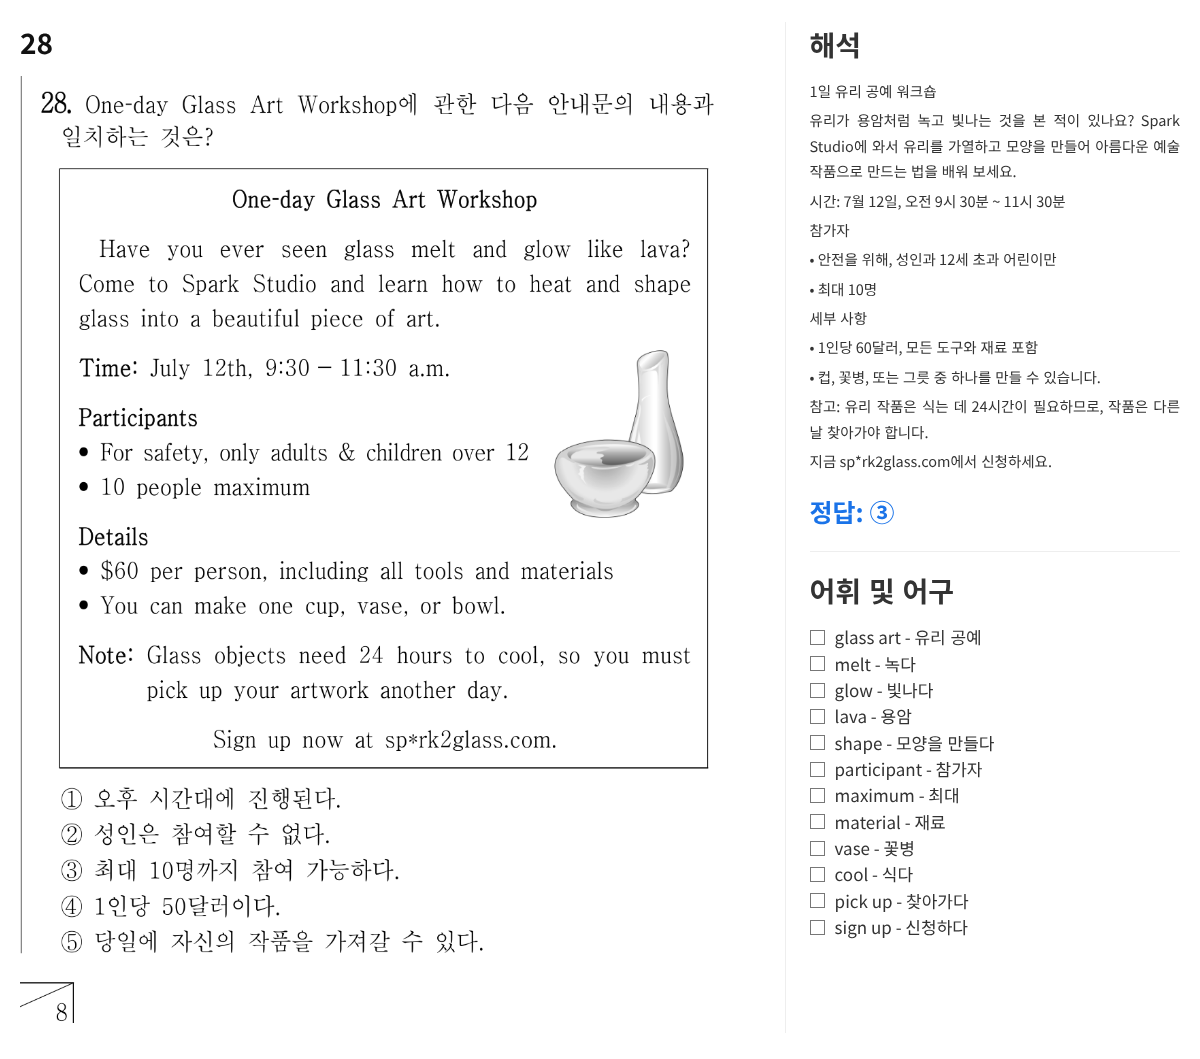 28
28. One-day Glass Art Workshop에 관한 다음 안내문의 내용과
일치하는 것은?
One-day Glass Art Workshop
Have you ever seen glass melt and glow like lava?
Come to Spark Studio and learn how to heat and shape
glass into a beautiful piece of art.
Time: July 12th, 9:30 – 11:30 a.m.
Participants
• For safety, only adults & children over 12
• 10 people maximum
Details
• $60 per person, including all tools and materials
• You can make one cup, vase, or bowl.
Note: Glass objects need 24 hours to cool, so you must
pick up your artwork another day.
Sign up now at sp*rk2glass.com.
① 오후 시간대에 진행된다.
② 성인은 참여할 수 없다.
③ 최대 10명까지 참여 가능하다.
④ 1인당 50달러이다.
⑤ 당일에 자신의 작품을 가져갈 수 있다.
8
해석
1일 유리 공예 워크숍
유리가 용암처럼 녹고 빛나는 것을 본 적이 있나요? Spark
Studio에 와서 유리를 가열하고 모양을 만들어 아름다운 예술
작품으로 만드는 법을 배워 보세요.
시간: 7월 12일, 오전 9시 30분 ~ 11시 30분
참가자
• 안전을 위해, 성인과 12세 초과 어린이만
• 최대 10명
세부 사항
• 1인당 60달러, 모든 도구와 재료 포함
• 컵, 꽃병, 또는 그릇 중 하나를 만들 수 있습니다.
참고: 유리 작품은 식는 데 24시간이 필요하므로, 작품은 다른
날 찾아가야 합니다.
지금 sp*rk2glass.com에서 신청하세요.
정답: ③
어휘 및 어구
□ glass art - 유리 공예
□ melt - 녹다
□ glow - 빛나다
□ lava - 용암
□ shape - 모양을 만들다
□ participant - 참가자
□ maximum - 최대
□ material - 재료
□ vase - 꽃병
□ cool - 식다
□ pick up - 찾아가다
□ sign up - 신청하다